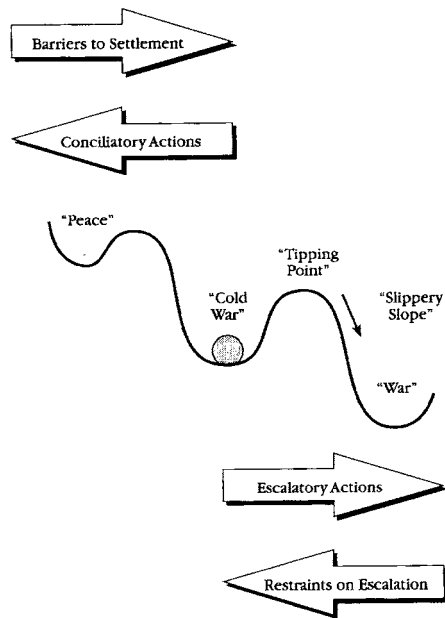 Barriers to Settlement
Conciliatory Actions
“Peace”
“Tipping
Point”
“Cold
War”
“Slippery
Slope”
“War”
Escalatory Actions
Restraints on Escalation